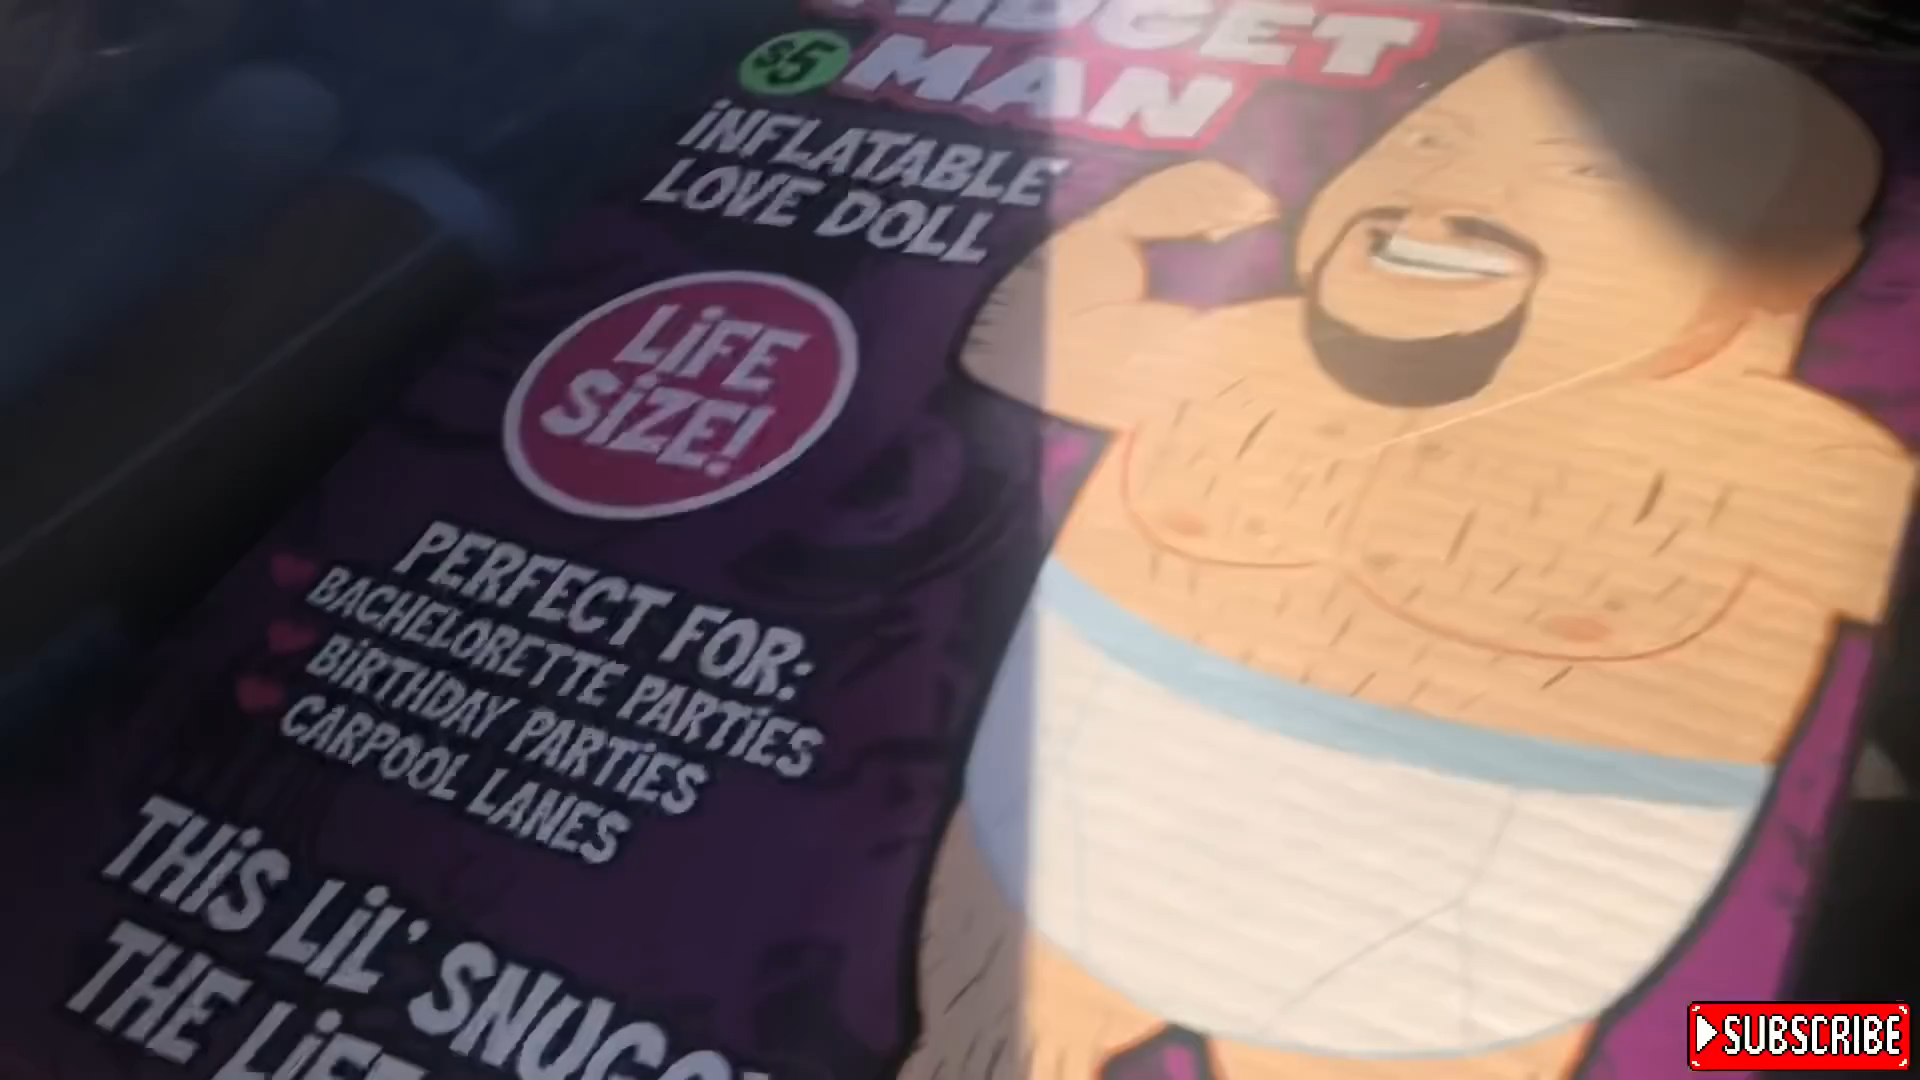 MIDGET
$5 MAN
iNFLATABLE
LOVE DOLL
LiFE
SiZE!
PERFECT FOR:
BACHELORETTE PARTiES
BiRTHDAY PARTiES
CARPOOL LANES
THiS LiL'
THE
SUBSCRIBE